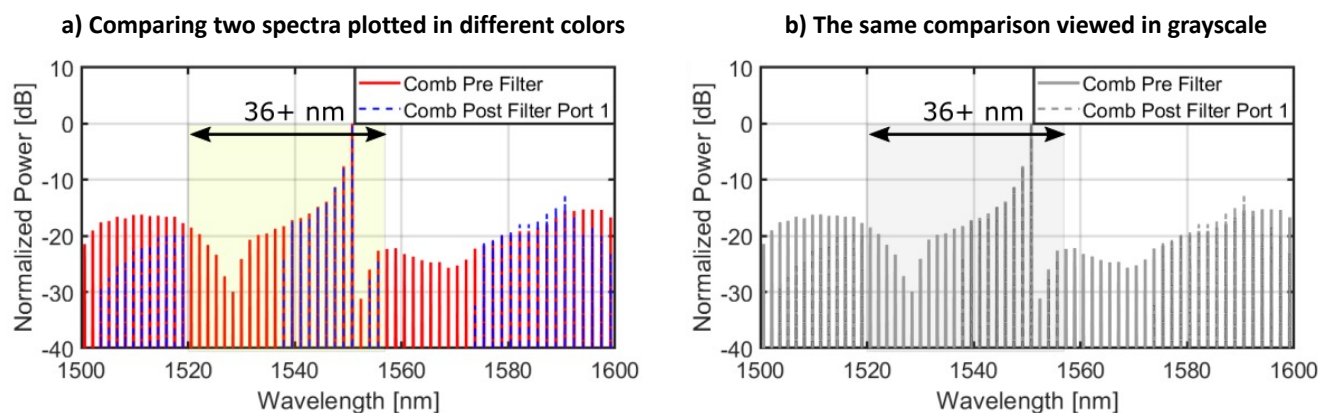 a) Comparing two spectra plotted in different colors
b) The same comparison viewed in grayscale
10
0
-10
-20
-30
-40
Normalized Power [dB]
Comb Pre Filter
Comb Post Filter Port 1
36+ nm
1500
1520
1540
1560
1580
1600
Wavelength [nm]
10
0
-10
-20
-30
-40
Normalized Power [dB]
Comb Pre Filter
Comb Post Filter Port 1
36+ nm
1500
1520
1540
1560
1580
1600
Wavelength [nm]